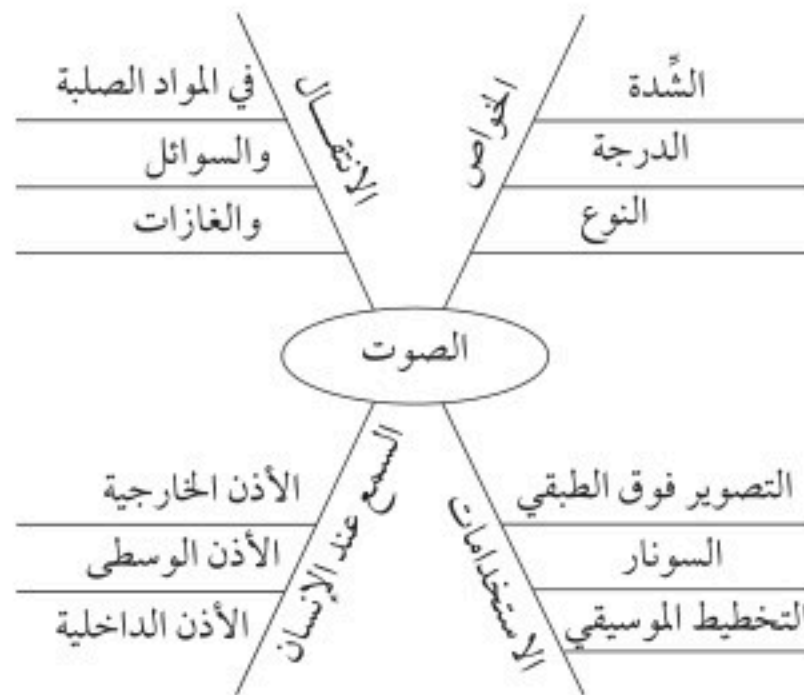 الخواص
الشِّدة
الدرجة
النوع
الانتقال
في المواد الصلبة
والسوائل
والغازات
الصوت
الاستخدامات
التصوير فوق الطبقي
السونار
التخطيط الموسيقي
السمع عند الإنسان
الأذن الخارجية
الأذن الوسطى
الأذن الداخلية